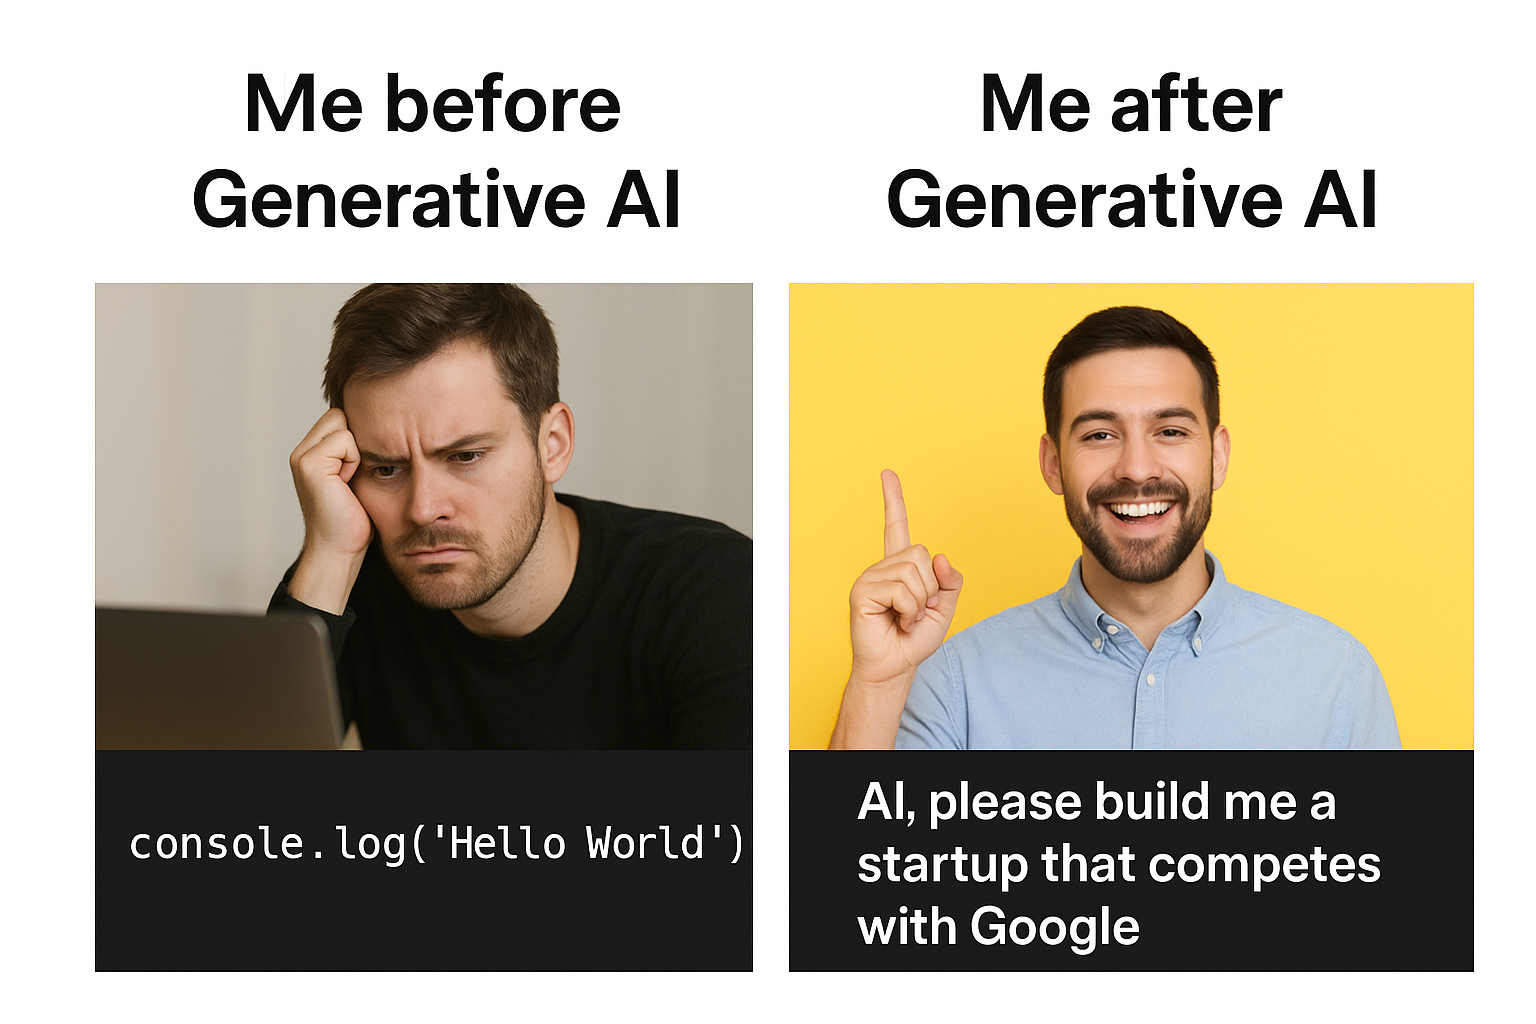 Me before
Generative AI
console.log('Hello World')
Me after
Generative AI
AI, please build me a
startup that competes
with Google